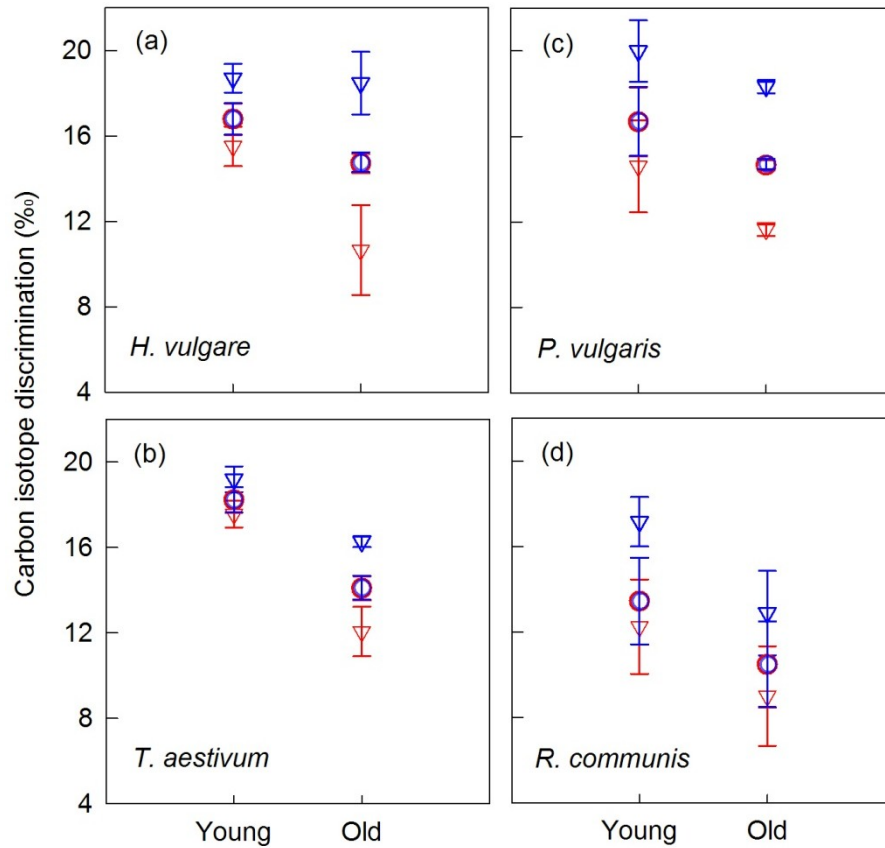 Carbon isotope discrimination (‰)
20
16
12
8
4
(a)
H. vulgare
(c)
P. vulgaris
20
16
12
8
4
(b)
T. aestivum
(d)
R. communis
Young
Old
Young
Old